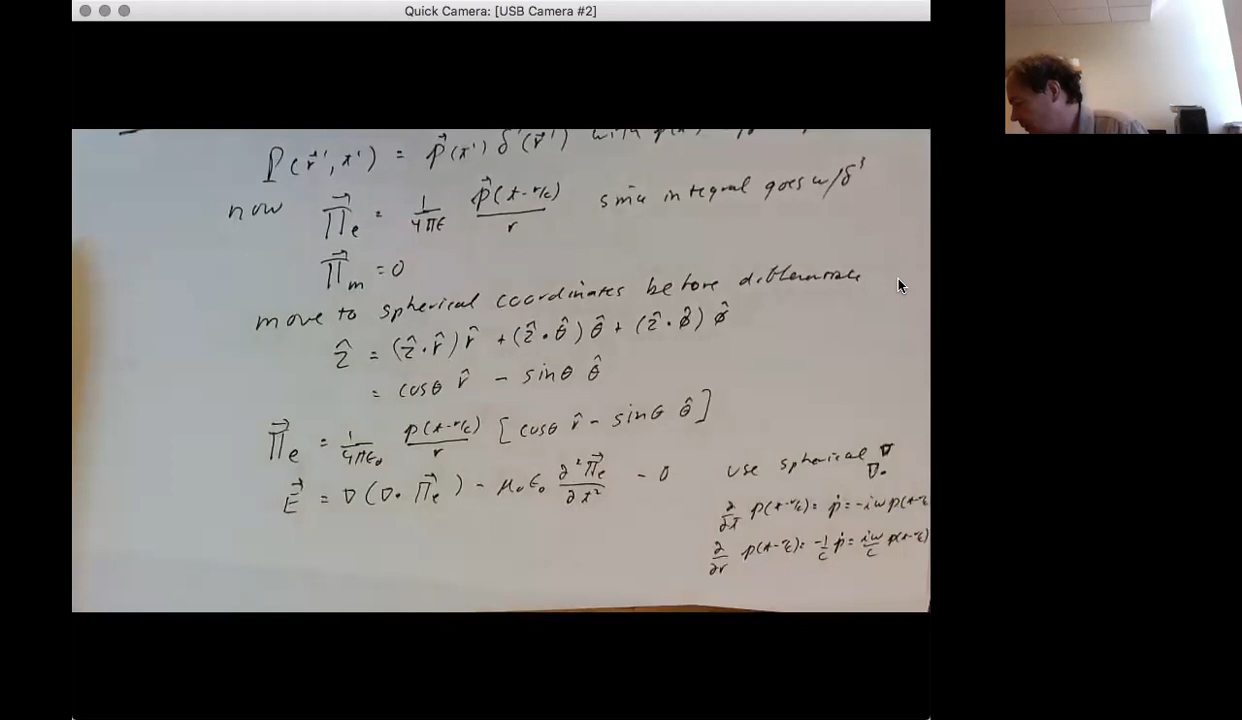 Quick Camera: [USB Camera #2]
P(r⃗', t') = p⃗(t') δ³(r⃗') with
now Π⃗e = 1/4πε p⃗(t-r/c)/r since integral goes w/δ³
Π⃗m = 0
move to spherical coordinates before differentiate
ẑ = (ẑ·r̂) r̂ + (ẑ·θ̂) θ̂ + (ẑ·φ̂) φ̂
= cosθ r̂ - sinθ θ̂
Π⃗e = 1/4πε₀ p(t-r/c)/r [cosθ r̂ - sinθ θ̂]
E⃗ = ∇(∇· Π⃗e) - μ₀ε₀ ∂²Π⃗e/∂t² - 0
use spherical ∇
∇·
∂/∂t p(t-r/c) = ṗ = -iω p(t-r/c
∂/∂r p(t-r/c) = -1/c ṗ = iω/c p(t-r/c)